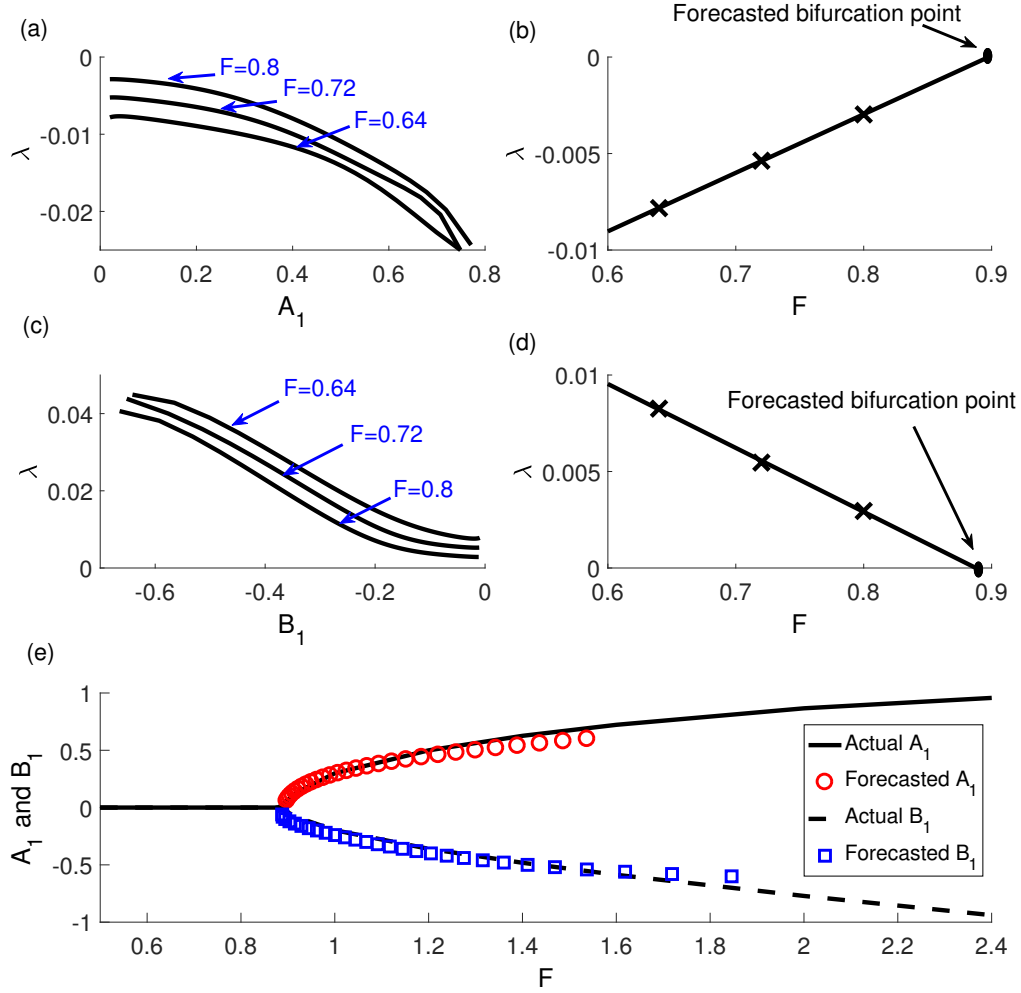 (a)
0
-0.01
-0.02
λ
F=0.8
F=0.72
F=0.64
0 0.2 0.4 0.6 0.8
A1
(b)
Forecasted bifurcation point
0
-0.005
-0.01
λ
0.6 0.7 0.8 0.9
F
(c)
0.04
0.02
0
λ
F=0.64
F=0.72
F=0.8
-0.6 -0.4 -0.2 0
B1
(d)
0.01
0.005
0
λ
Forecasted bifurcation point
0.6 0.7 0.8 0.9
F
(e)
1
0.5
0
-0.5
-1
A1 and B1
Actual A1
Forecasted A1
Actual B1
Forecasted B1
0.6 0.8 1 1.2 1.4 1.6 1.8 2 2.2 2.4
F